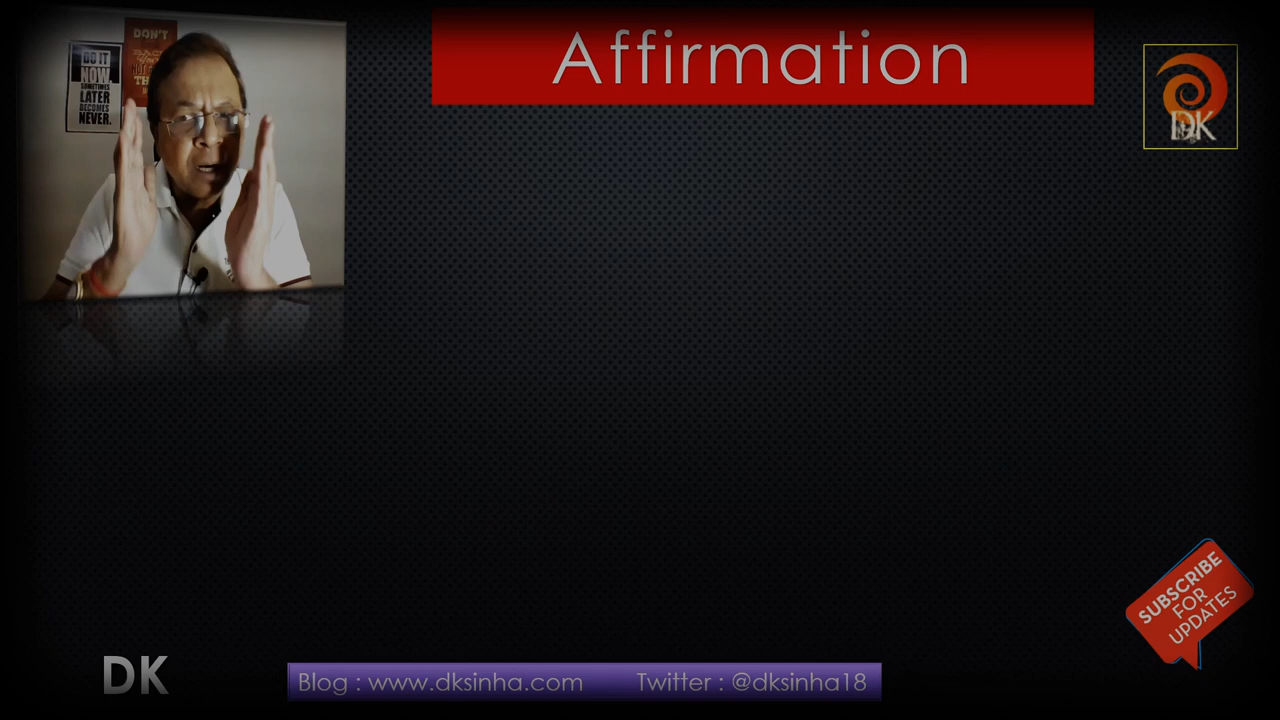 Affirmation
DON'T
DO IT
NOW.
SOMETIMES
LATER
BECOMES
NEVER.
DK
SUBSCRIBE
FOR
UPDATES
DK
Blog : www.dksinha.com Twitter : @dksinha18